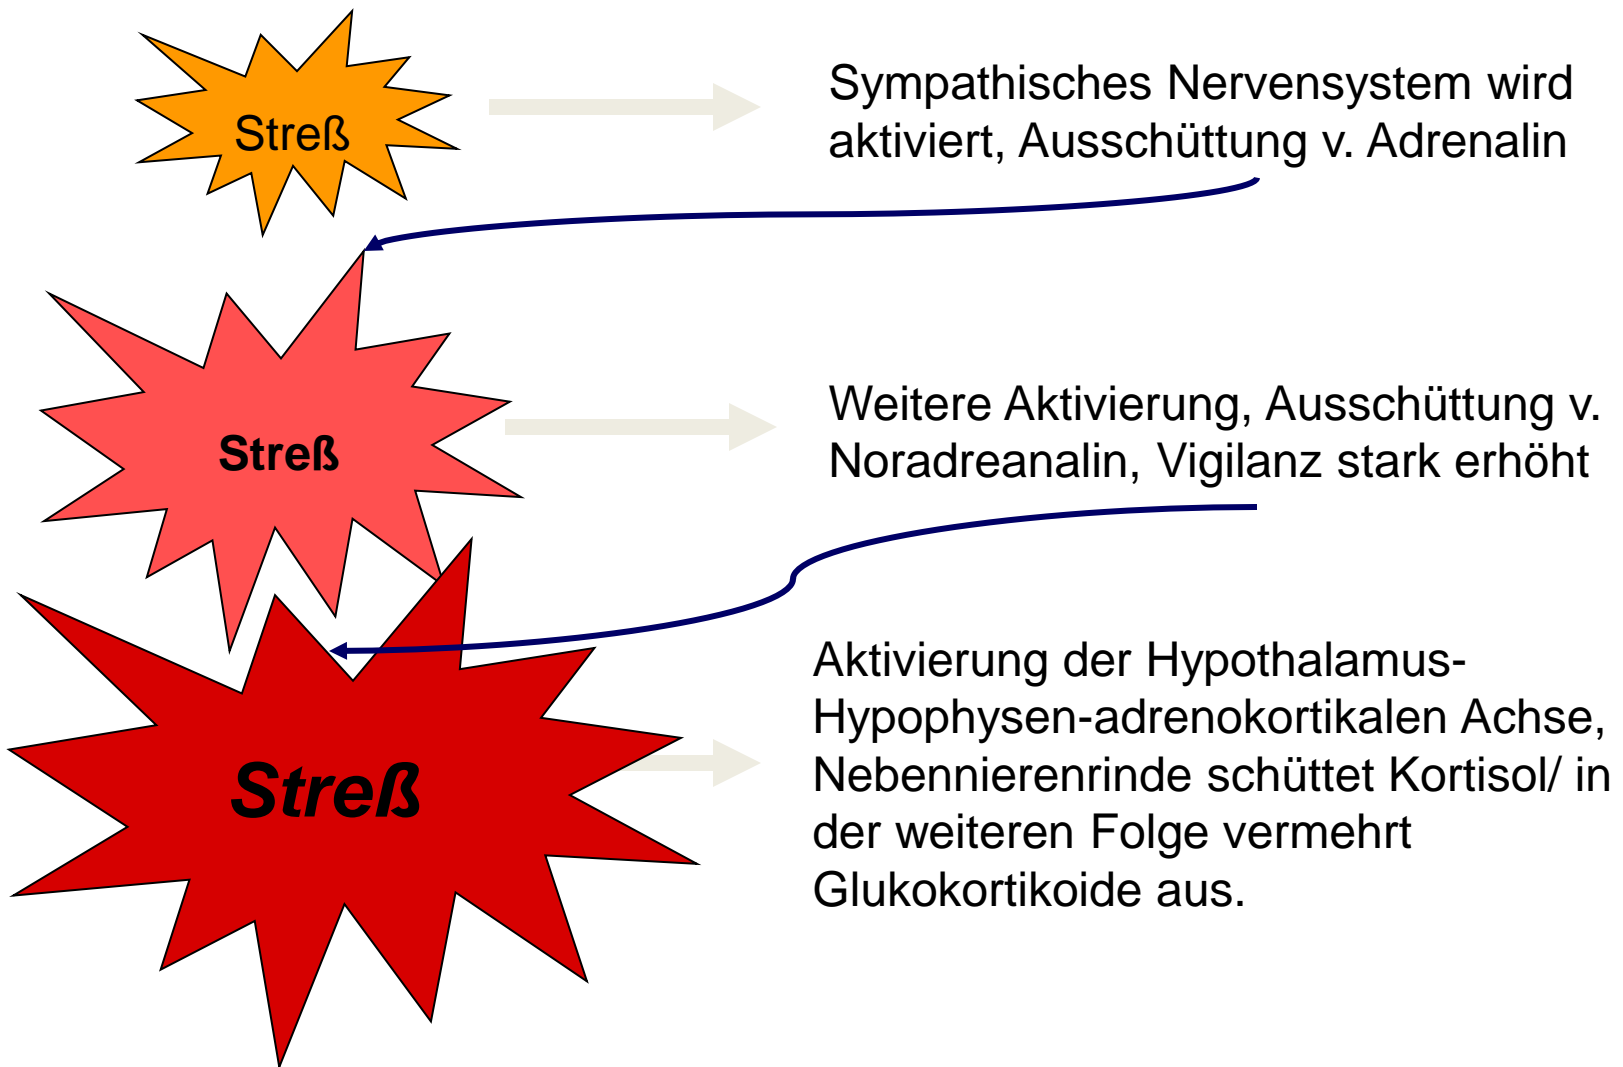 Streß
Sympathisches Nervensystem wird
aktiviert, Ausschüttung v. Adrenalin
Streß
Weitere Aktivierung, Ausschüttung v.
Noradreanalin, Vigilanz stark erhöht
Streß
Aktivierung der Hypothalamus-
Hypophysen-adrenokortikalen Achse,
Nebennierenrinde schüttet Kortisol/ in
der weiteren Folge vermehrt
Glukokortikoide aus.